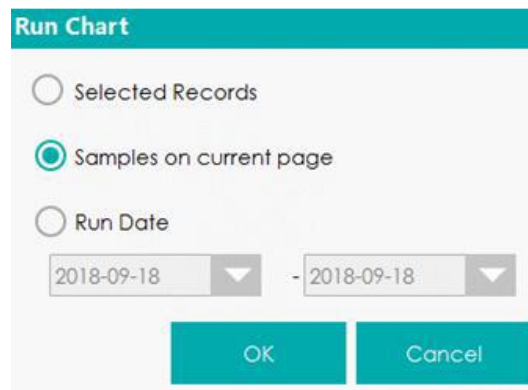 Run Chart
Selected Records
Samples on current page
Run Date
2018-09-18 - 2018-09-18
OK Cancel